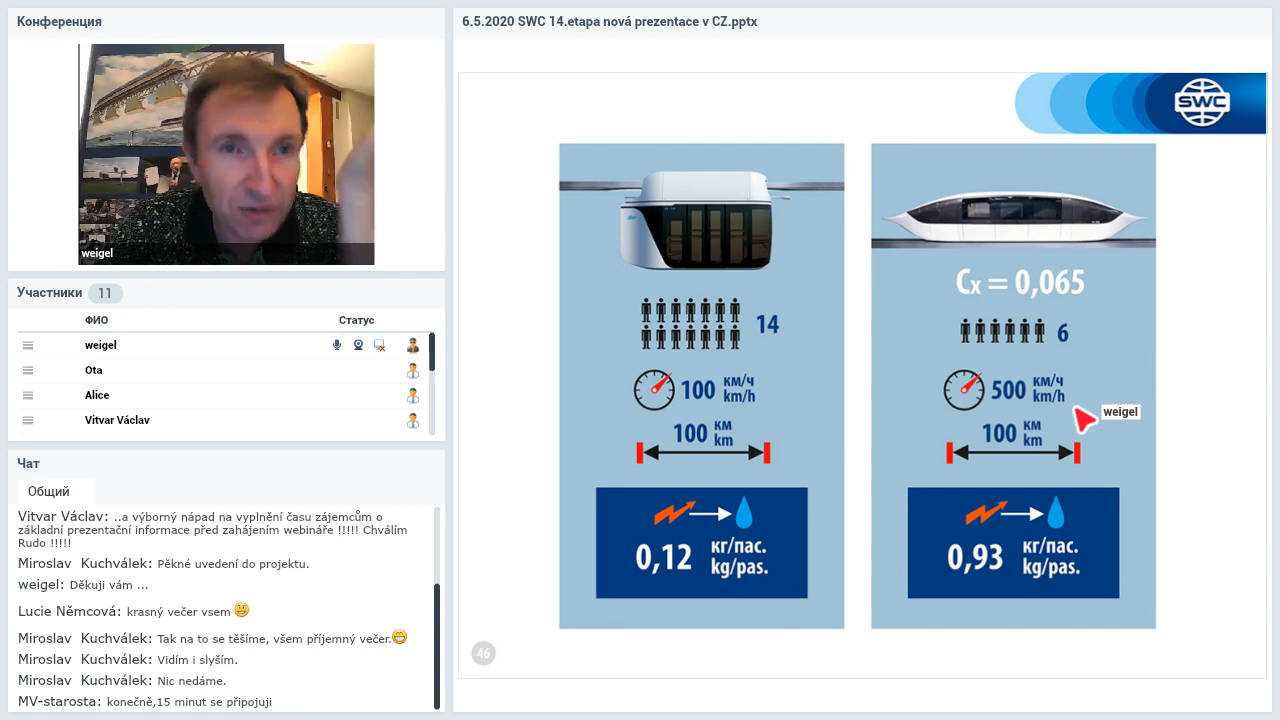 Конференция
weigel
Участники 11
ФИО Статус
weigel
Ota
Alice
Vitvar Václav
Чат
Общий
Vitvar Václav: ..a výborný nápad na vyplnění času zájemcům o
základní prezentační informace před zahájením webináře !!!!! Chválím
Rudo !!!!!
Miroslav Kuchválek: Pěkné uvedení do projektu.
weigel: Děkuji vám ...
Lucie Němcová: krasný večer vsem
Miroslav Kuchválek: Tak na to se těšíme, všem příjemný večer.
Miroslav Kuchválek: Vidím i slyším.
Miroslav Kuchválek: Nic nedáme.
MV-starosta: konečně,15 minut se připojuji
6.5.2020 SWC 14.etapa nová prezentace v CZ.pptx
SWC
14
100 км/ч km/h
100 км km
0,12 кг/пас. kg/pas.
Cx = 0,065
6
500 км/ч km/h
weigel
100 км km
0,93 кг/пас. kg/pas.
46